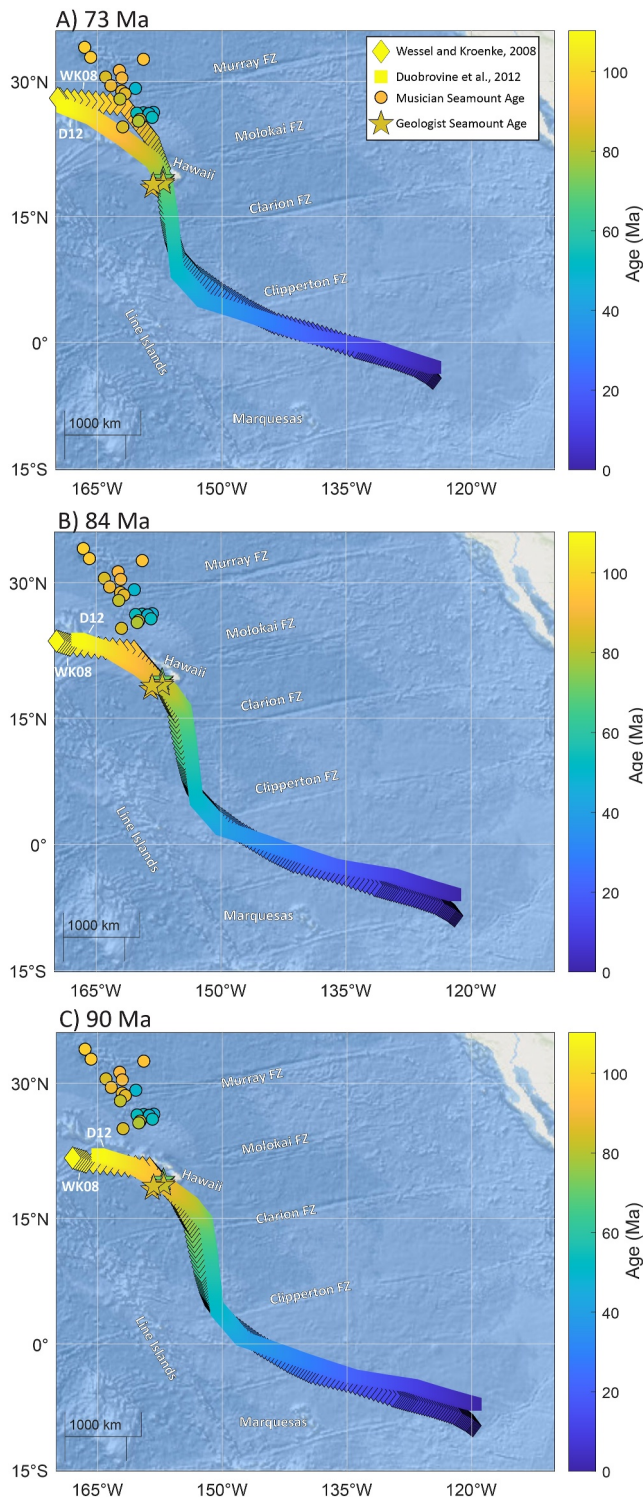 A) 73 Ma
Wessel and Kroenke, 2008
Duobrovine et al., 2012
Musician Seamount Age
Geologist Seamount Age
WK08
D12
Murray FZ
Molokai FZ
Hawaii
Clarion FZ
Clipperton FZ
Line Islands
Marquesas
1000 km
30°N
15°N
0°
15°S
165°W 150°W 135°W 120°W
100
80
60
40
20
0
Age (Ma)
B) 84 Ma
Murray FZ
D12
Molokai FZ
WK08
Hawaii
Clarion FZ
Clipperton FZ
Line Islands
Marquesas
1000 km
30°N
15°N
0°
15°S
165°W 150°W 135°W 120°W
100
80
60
40
20
0
Age (Ma)
C) 90 Ma
Murray FZ
D12
Molokai FZ
WK08
Hawaii
Clarion FZ
Clipperton FZ
Line Islands
Marquesas
1000 km
30°N
15°N
0°
15°S
165°W 150°W 135°W 120°W
100
80
60
40
20
0
Age (Ma)